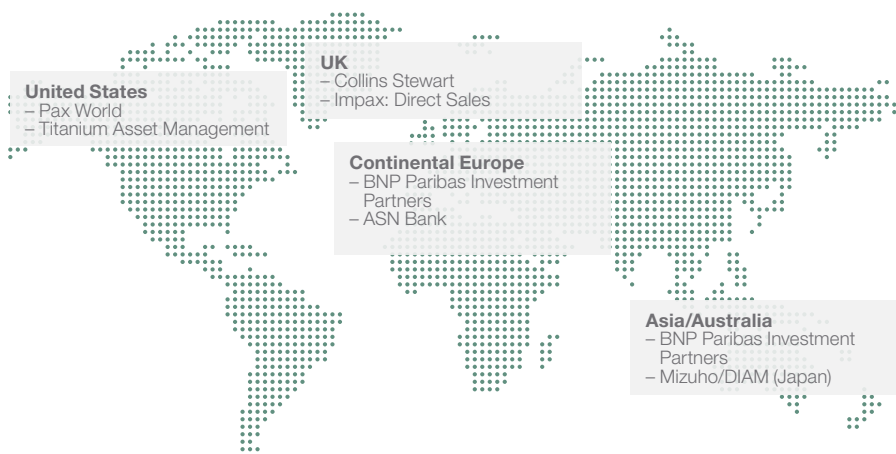 United States
– Pax World
– Titanium Asset Management
UK
– Collins Stewart
– Impax: Direct Sales
Continental Europe
– BNP Paribas Investment
Partners
– ASN Bank
Asia/Australia
– BNP Paribas Investment
Partners
– Mizuho/DIAM (Japan)